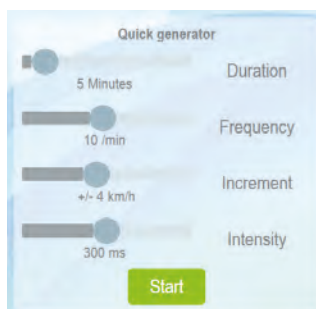 Quick generator
Duration
5 Minutes
Frequency
10 /min
Increment
+/- 4 km/h
Intensity
300 ms
Start